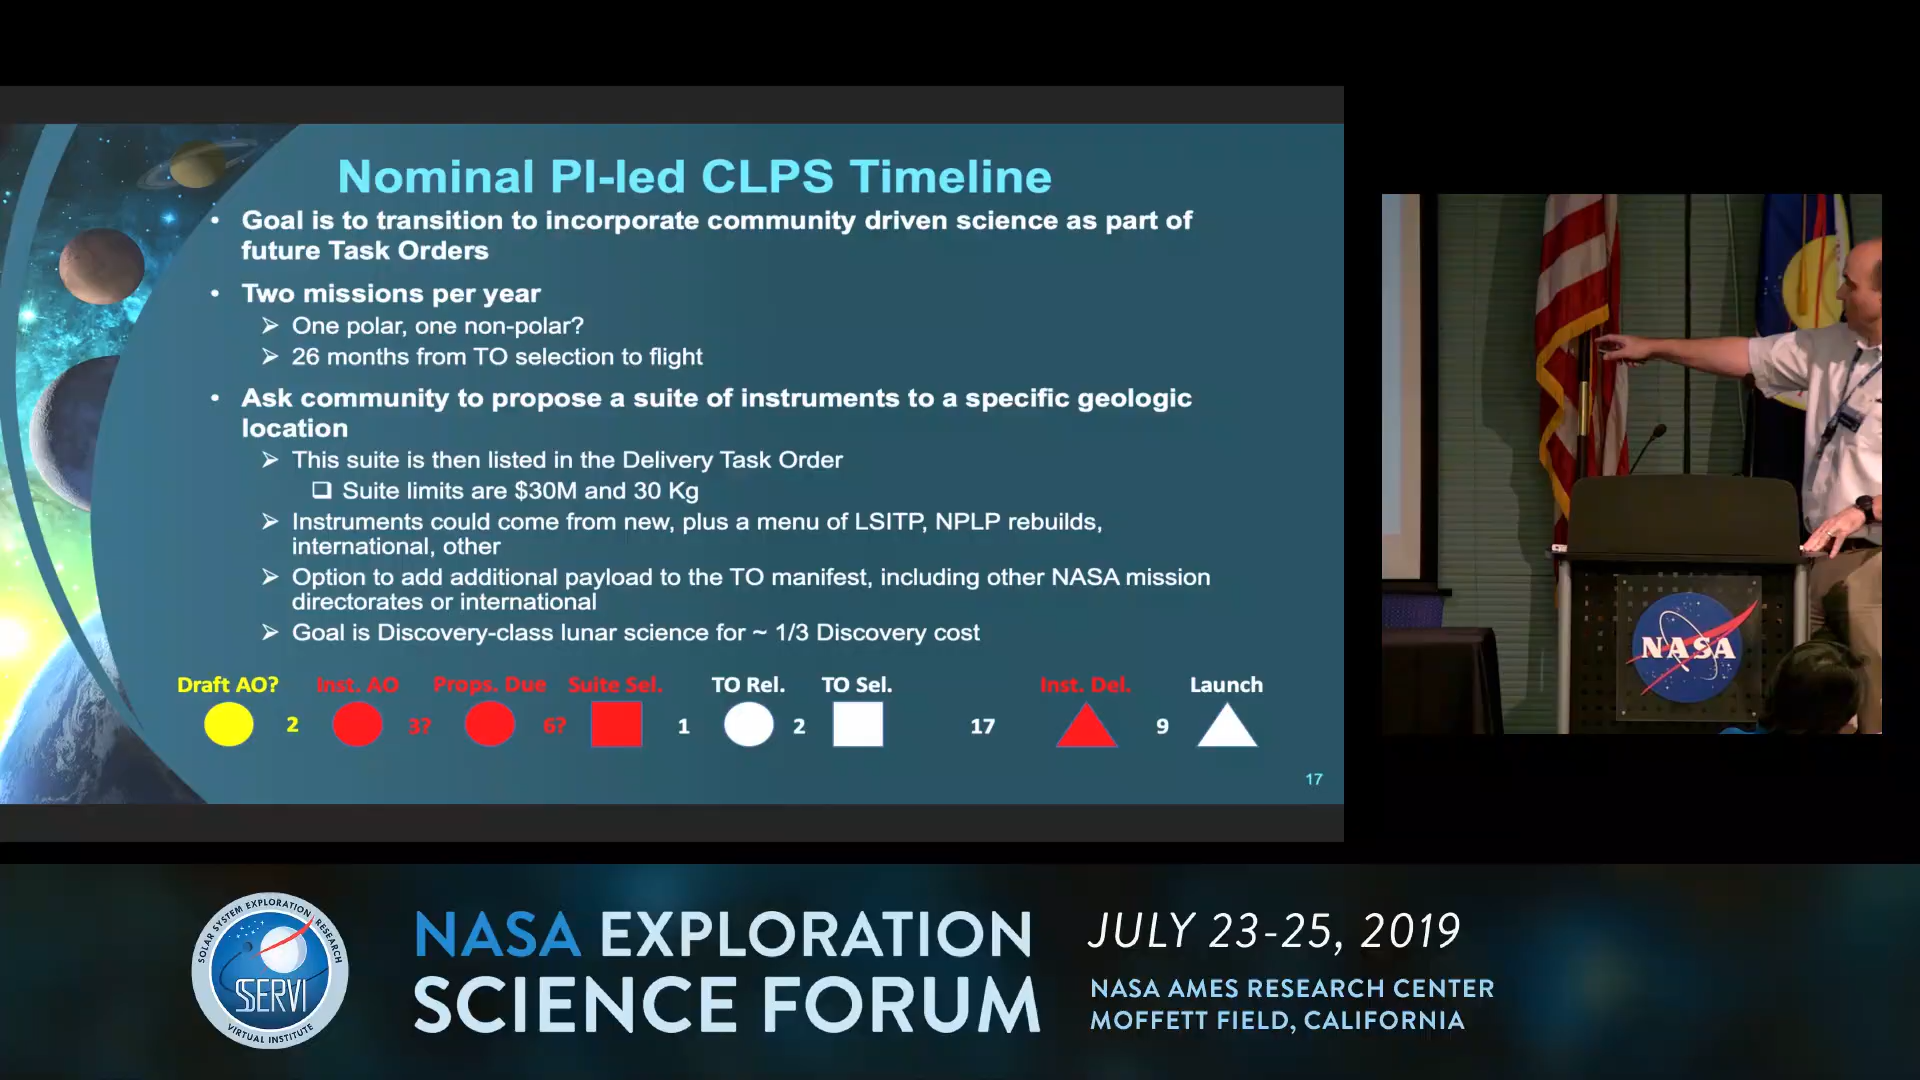 Nominal PI-led CLPS Timeline
• Goal is to transition to incorporate community driven science as part of
future Task Orders
• Two missions per year
➢ One polar, one non-polar?
➢ 26 months from TO selection to flight
• Ask community to propose a suite of instruments to a specific geologic
location
➢ This suite is then listed in the Delivery Task Order
❑ Suite limits are $30M and 30 Kg
➢ Instruments could come from new, plus a menu of LSITP, NPLP rebuilds,
international, other
➢ Option to add additional payload to the TO manifest, including other NASA mission
directorates or international
➢ Goal is Discovery-class lunar science for ~ 1/3 Discovery cost
Draft AO? Inst. AO Props. Due Suite Sel. TO Rel. TO Sel. Inst. Del. Launch
2 3? 6? 1 2 17 9
17
NASA
SOLAR SYSTEM EXPLORATION RESEARCH
SSERVI
VIRTUAL INSTITUTE
NASA EXPLORATION
SCIENCE FORUM
JULY 23-25, 2019
NASA AMES RESEARCH CENTER
MOFFETT FIELD, CALIFORNIA